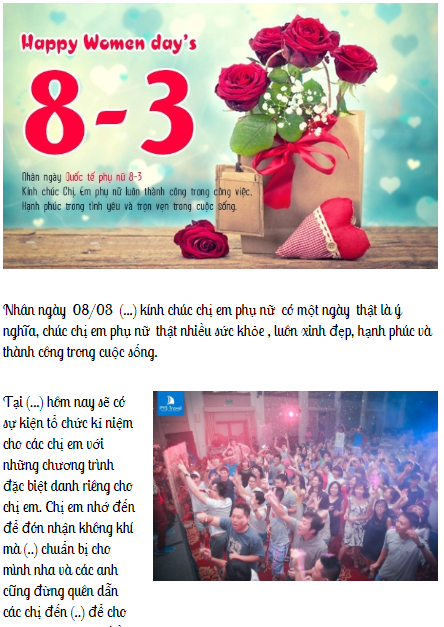 Happy Women day's
8-3
Nhân ngày Quốc tế phụ nữ 8-3
Kính chúc Chị, Em phụ nữ luôn thành công trong công việc,
Hạnh phúc trong tình yêu và trọn vẹn trong cuộc sống.
Nhân ngày 08/03 (...) kính chúc chị em phụ nữ có một ngày thật là ý
nghĩa, chúc chị em phụ nữ thật nhiều sức khỏe , luôn xinh đẹp, hạnh phúc và
thành công trong cuộc sống.
Tại (...) hôm nay sẽ có
sự kiện tổ chức kỉ niệm
cho các chị em với
những chương trình
đặc biệt danh riêng cho
chị em. Chị em nhớ đến
để đón nhận không khí
mà (..) chuẩn bị cho
mình nha và các anh
cũng đừng quên dẫn
các chị đến (..) để cho